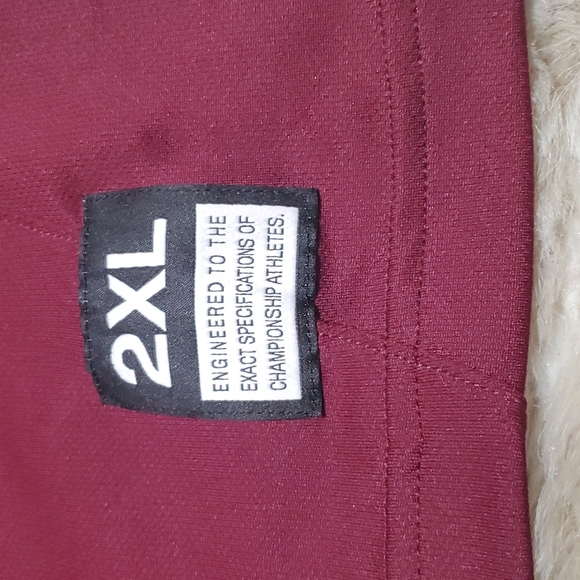 2XL
ENGINEERED TO THE
EXACT SPECIFICATIONS OF
CHAMPIONSHIP ATHLETES.